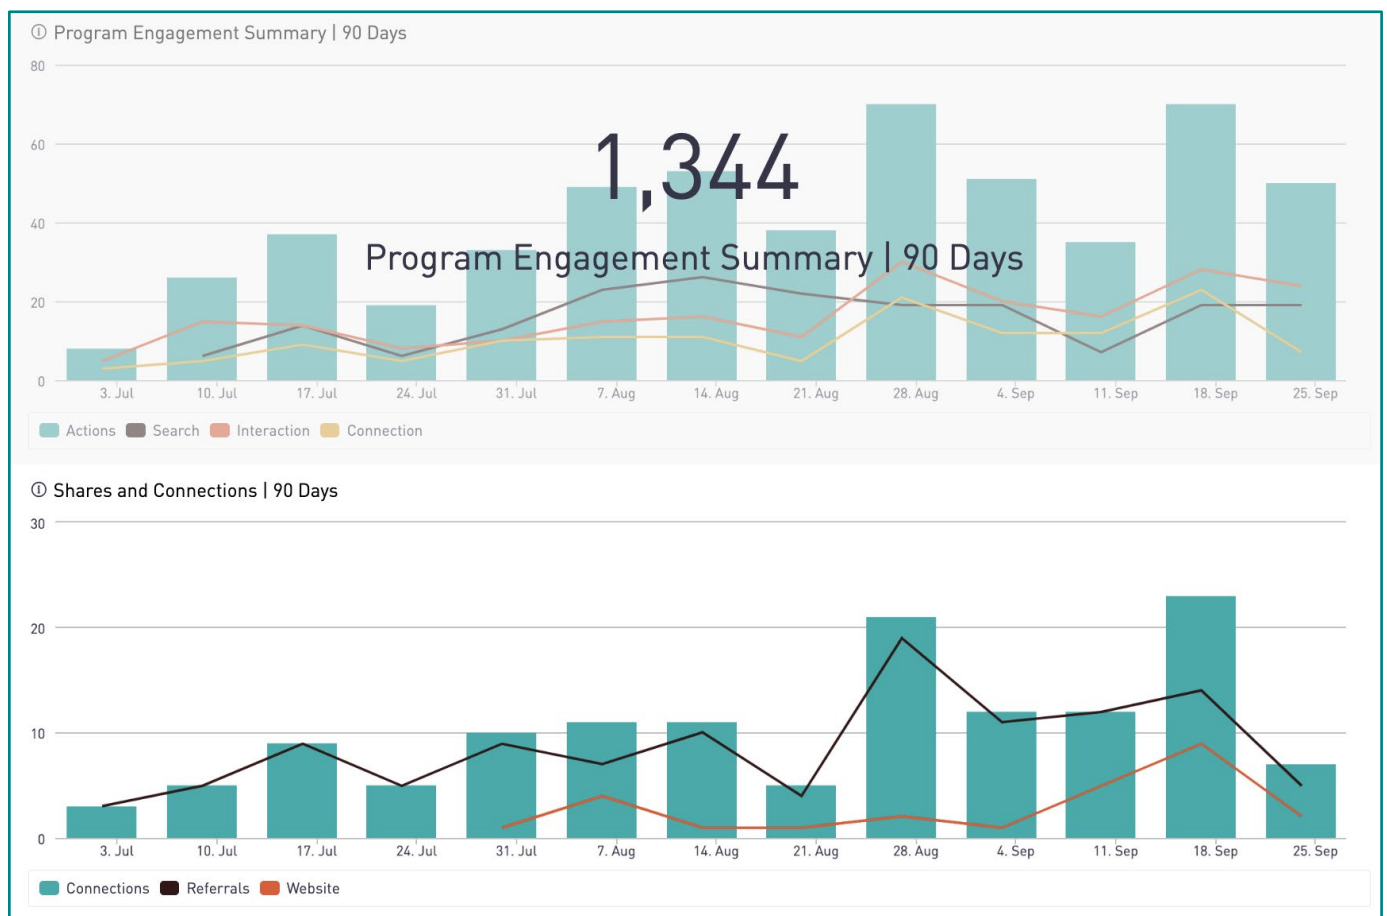 ⓘ Program Engagement Summary | 90 Days
80
1,344
60
40
Program Engagement Summary | 90 Days
20
0
3. Jul 10. Jul 17. Jul 24. Jul 31. Jul 7. Aug 14. Aug 21. Aug 28. Aug 4. Sep 11. Sep 18. Sep 25. Sep
Actions Search Interaction Connection
ⓘ Shares and Connections | 90 Days
30
20
10
0
3. Jul 10. Jul 17. Jul 24. Jul 31. Jul 7. Aug 14. Aug 21. Aug 28. Aug 4. Sep 11. Sep 18. Sep 25. Sep
Connections Referrals Website